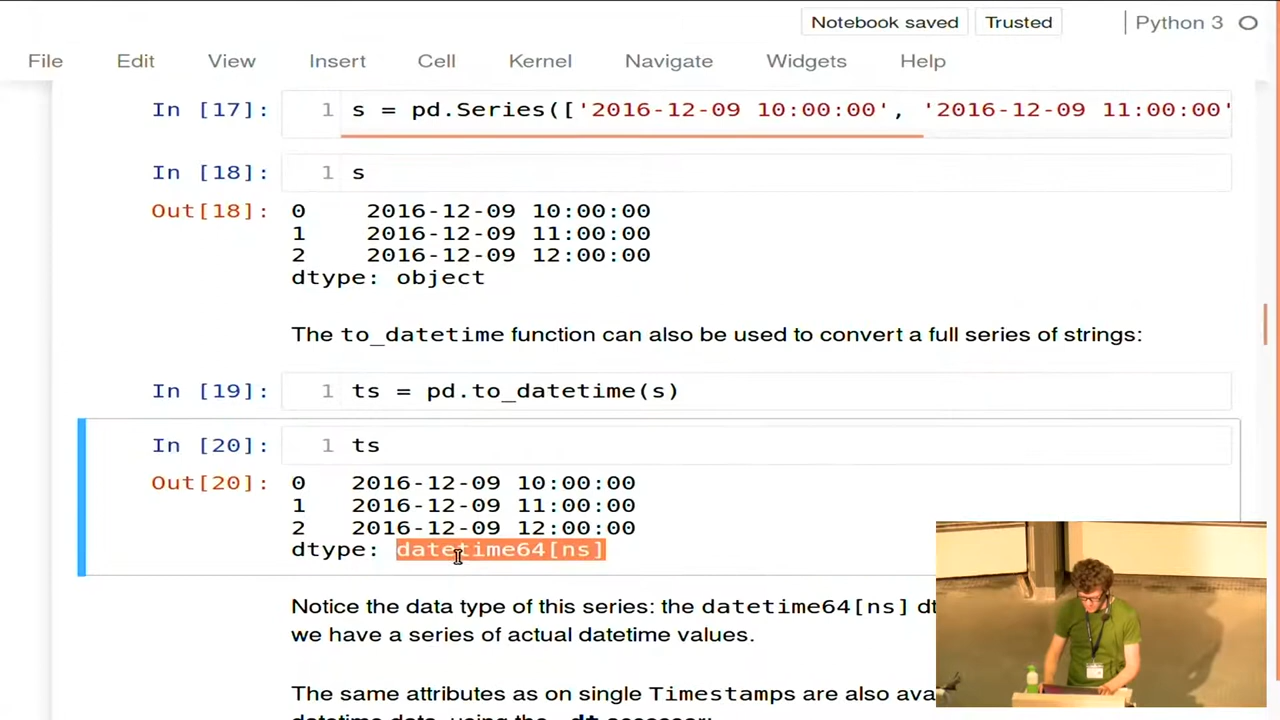 Notebook saved Trusted Python 3
File Edit View Insert Cell Kernel Navigate Widgets Help
In [17]: 1 s = pd.Series(['2016-12-09 10:00:00', '2016-12-09 11:00:00'
In [18]: 1 s
Out[18]: 0 2016-12-09 10:00:00
1 2016-12-09 11:00:00
2 2016-12-09 12:00:00
dtype: object
The to_datetime function can also be used to convert a full series of strings:
In [19]: 1 ts = pd.to_datetime(s)
In [20]: 1 ts
Out[20]: 0 2016-12-09 10:00:00
1 2016-12-09 11:00:00
2 2016-12-09 12:00:00
dtype: datetime64[ns]
Notice the data type of this series: the datetime64[ns]
we have a series of actual datetime values.
The same attributes as on single Timestamps are also
datetime data, using the .dt accessor: